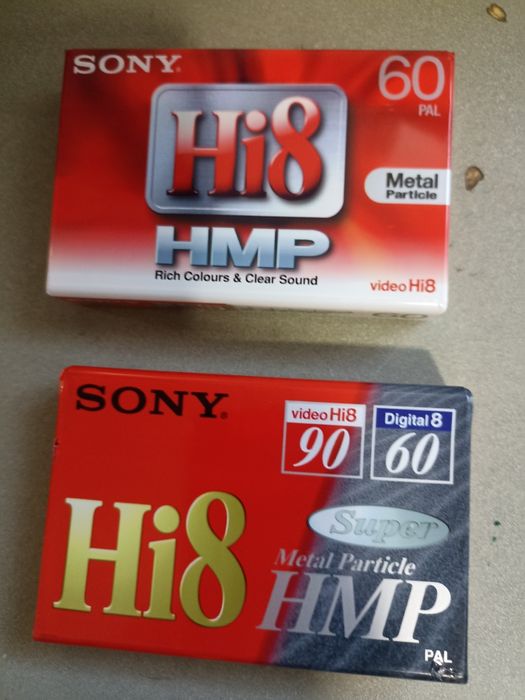 SONY
60
PAL
Hi8
Metal
Particle
HMP
Rich Colours & Clear Sound
video Hi8
SONY
video Hi8
90
Digital 8
60
Hi8
Super
Metal Particle
HMP
PAL